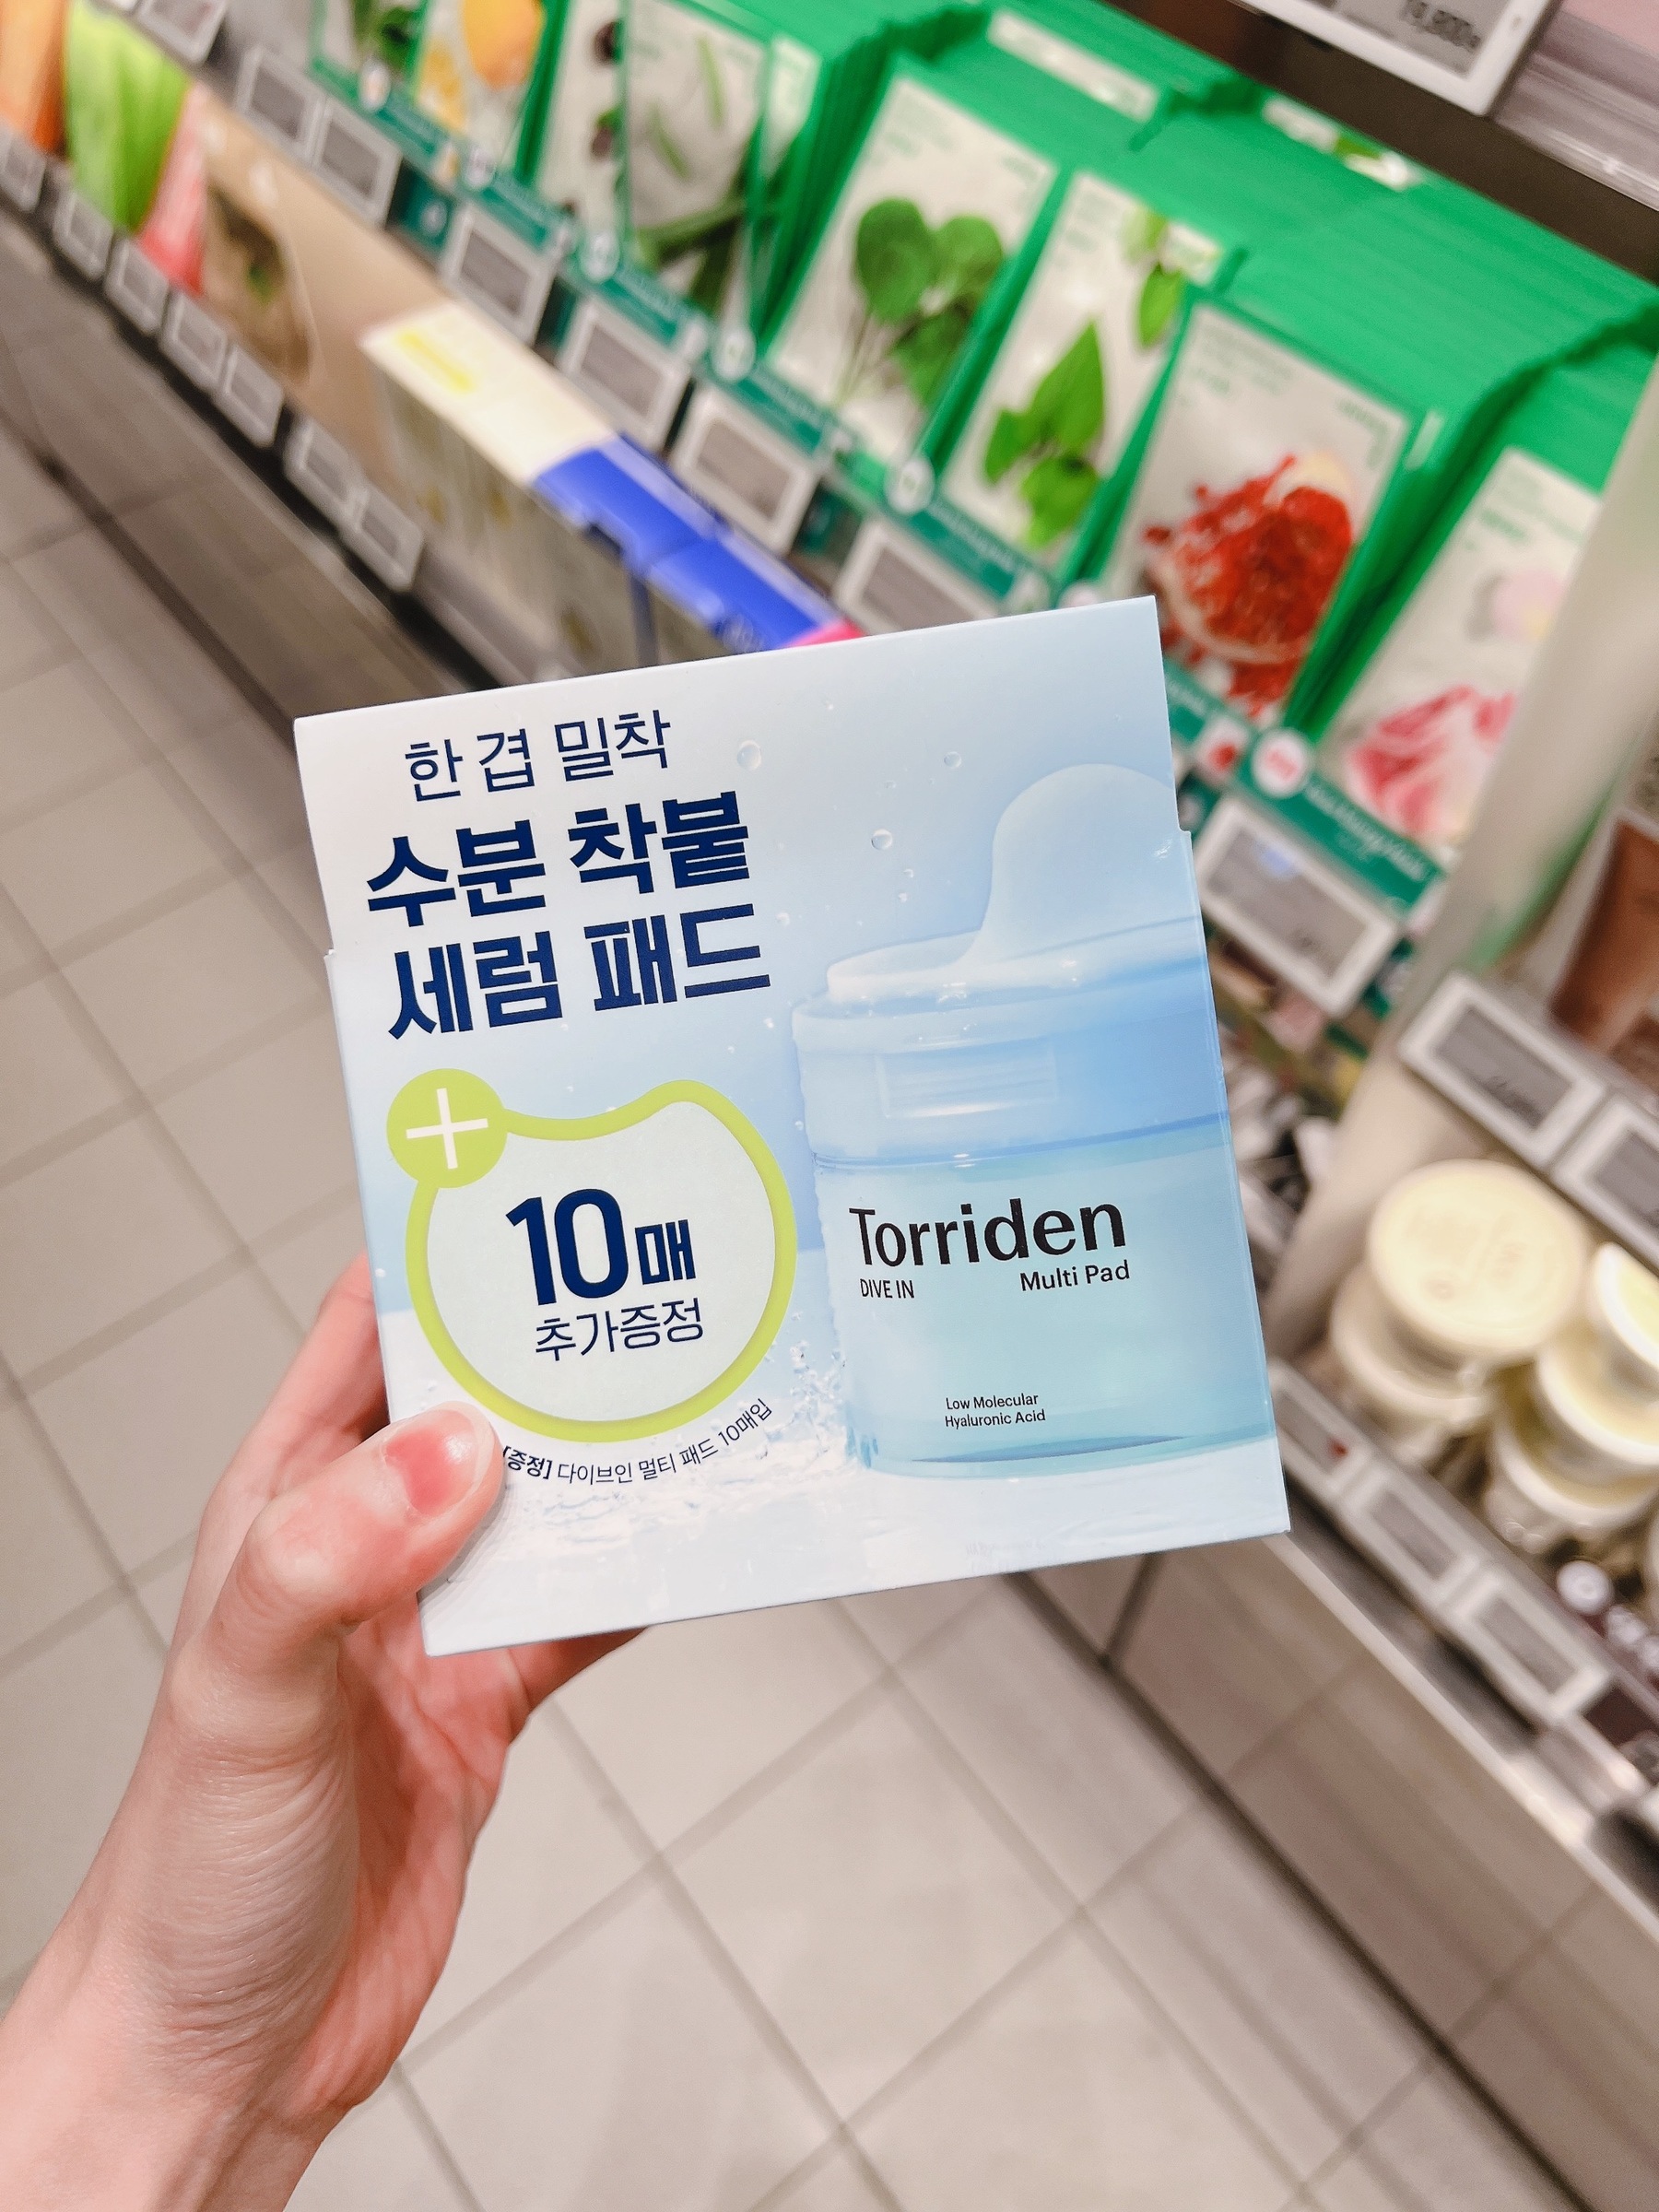 한 겹 밀착
수분 착붙
세럼 패드
10매
추가증정
[증정] 다이브인 멀티 패드 10매입
Torriden
DIVE IN Multi Pad
Low Molecular
Hyaluronic Acid